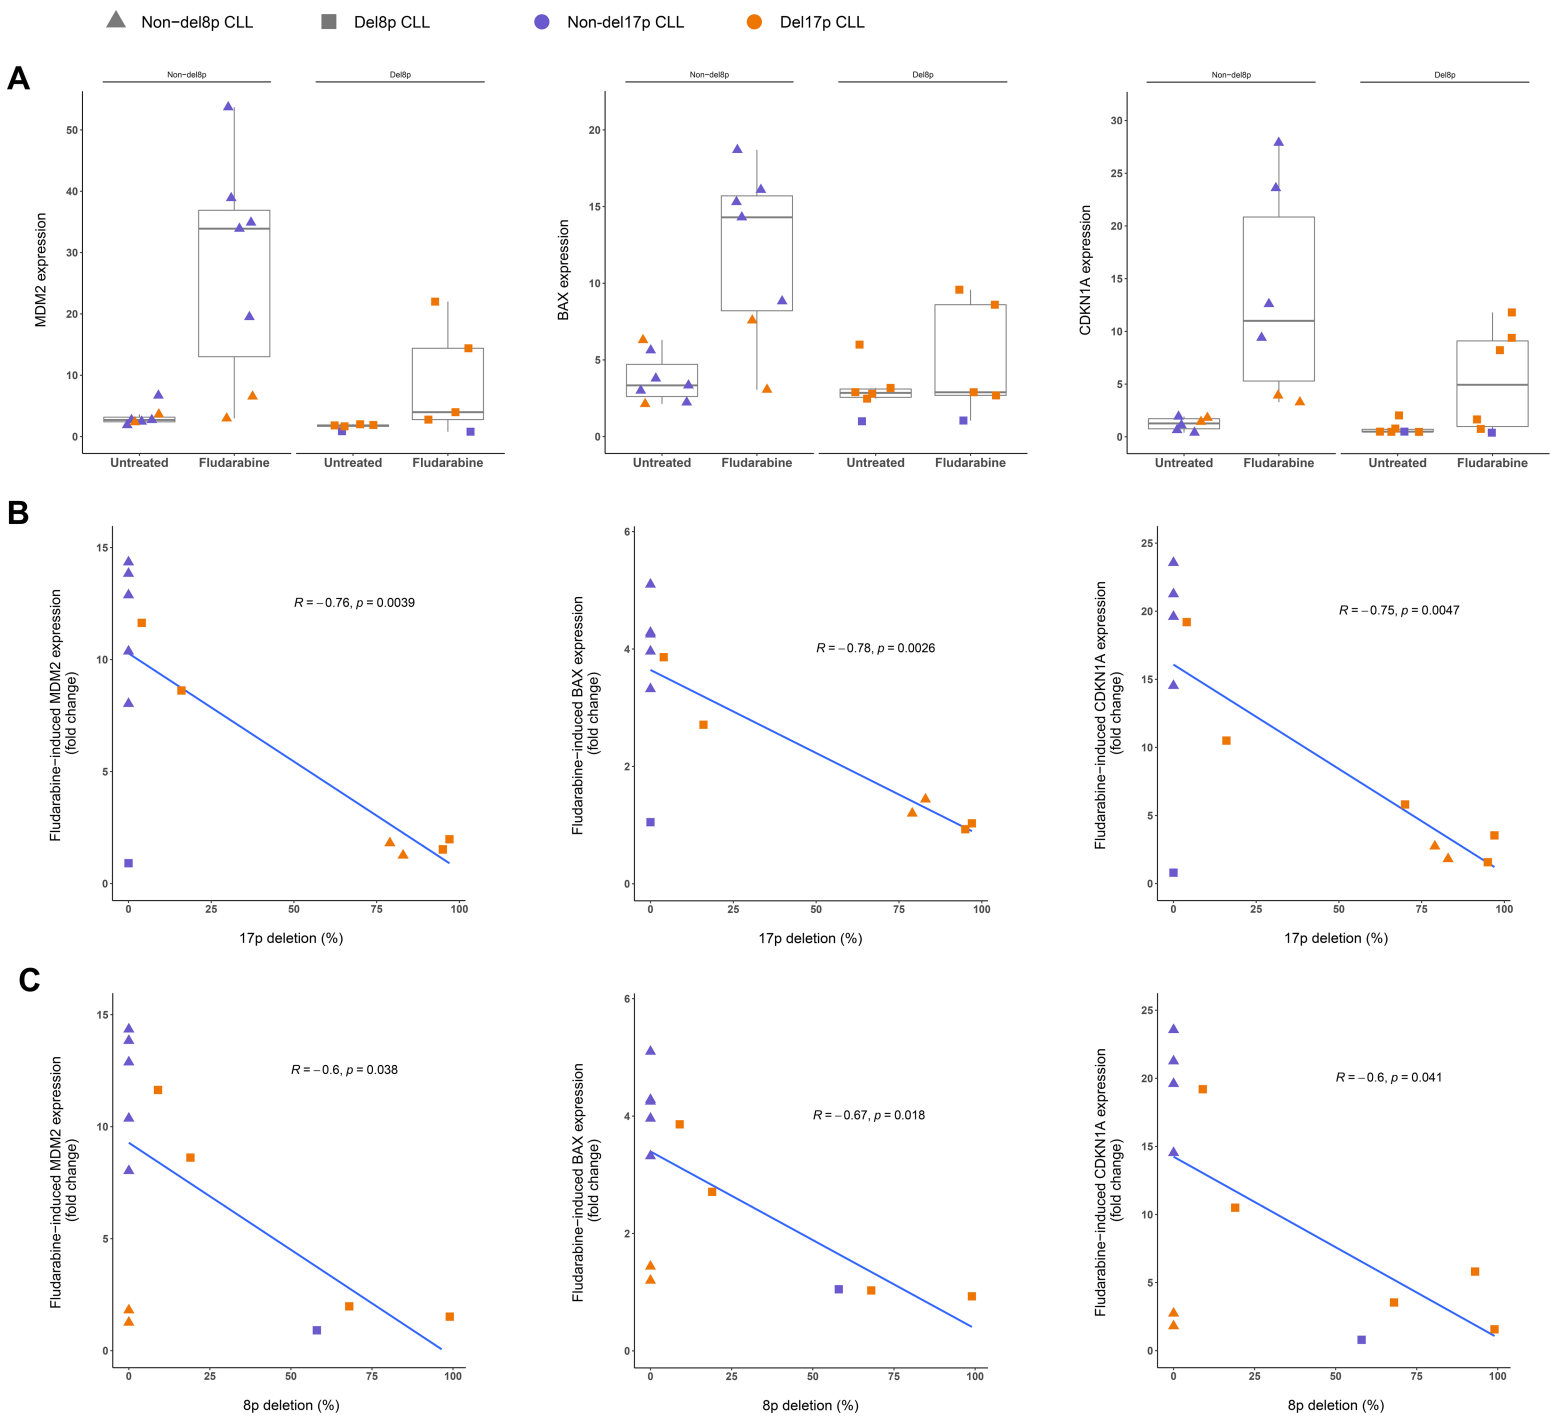 Non−del8p CLL Del8p CLL Non-del17p CLL Del17p CLL
A
Non−del8p Del8p
MDM2 expression
50
40
30
20
10
0
Untreated Fludarabine Untreated Fludarabine
Non−del8p Del8p
BAX expression
20
15
10
5
0
Untreated Fludarabine Untreated Fludarabine
Non−del8p Del8p
CDKN1A expression
30
25
20
15
10
5
0
Untreated Fludarabine Untreated Fludarabine
B
Fludarabine−induced MDM2 expression
(fold change)
15
10
5
0
R = −0.76, p = 0.0039
0 25 50 75 100
17p deletion (%)
Fludarabine−induced BAX expression
(fold change)
6
4
2
0
R = −0.78, p = 0.0026
0 25 50 75 100
17p deletion (%)
Fludarabine−induced CDKN1A expression
(fold change)
25
20
15
10
5
0
R = −0.75, p = 0.0047
0 25 50 75 100
17p deletion (%)
C
Fludarabine−induced MDM2 expression
(fold change)
15
10
5
0
R = −0.6, p = 0.038
0 25 50 75 100
8p deletion (%)
Fludarabine−induced BAX expression
(fold change)
6
4
2
0
R = −0.67, p = 0.018
0 25 50 75 100
8p deletion (%)
Fludarabine−induced CDKN1A expression
(fold change)
25
20
15
10
5
0
R = −0.6, p = 0.041
0 25 50 75 100
8p deletion (%)